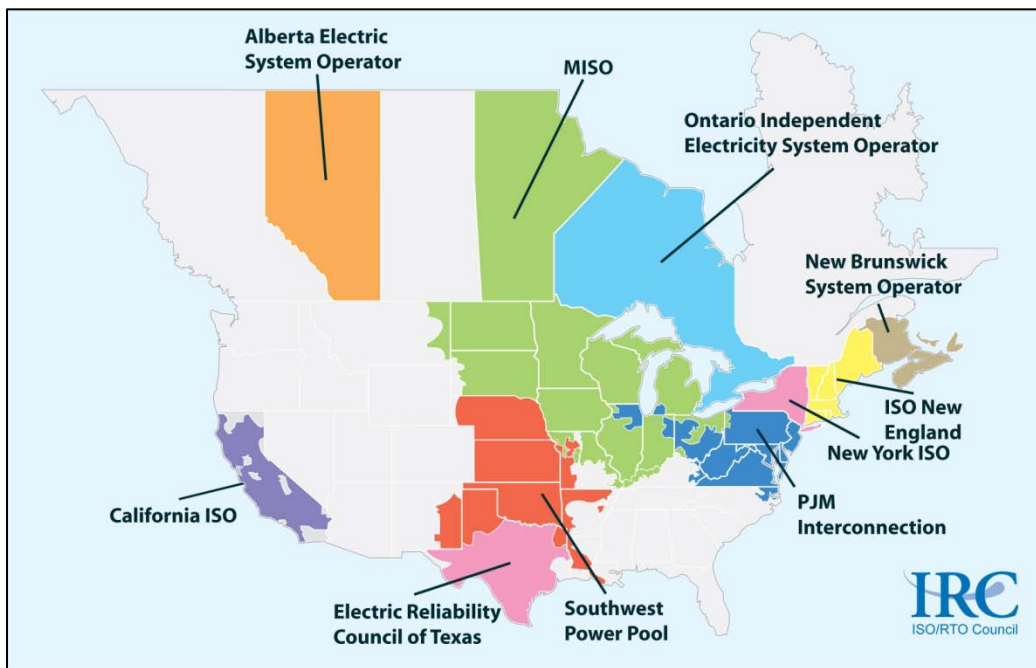 Alberta Electric
System Operator
MISO
Ontario Independent
Electricity System Operator
New Brunswick
System Operator
ISO New
England
New York ISO
PJM
Interconnection
California ISO
Electric Reliability
Council of Texas
Southwest
Power Pool
IRC
ISO/RTO Council